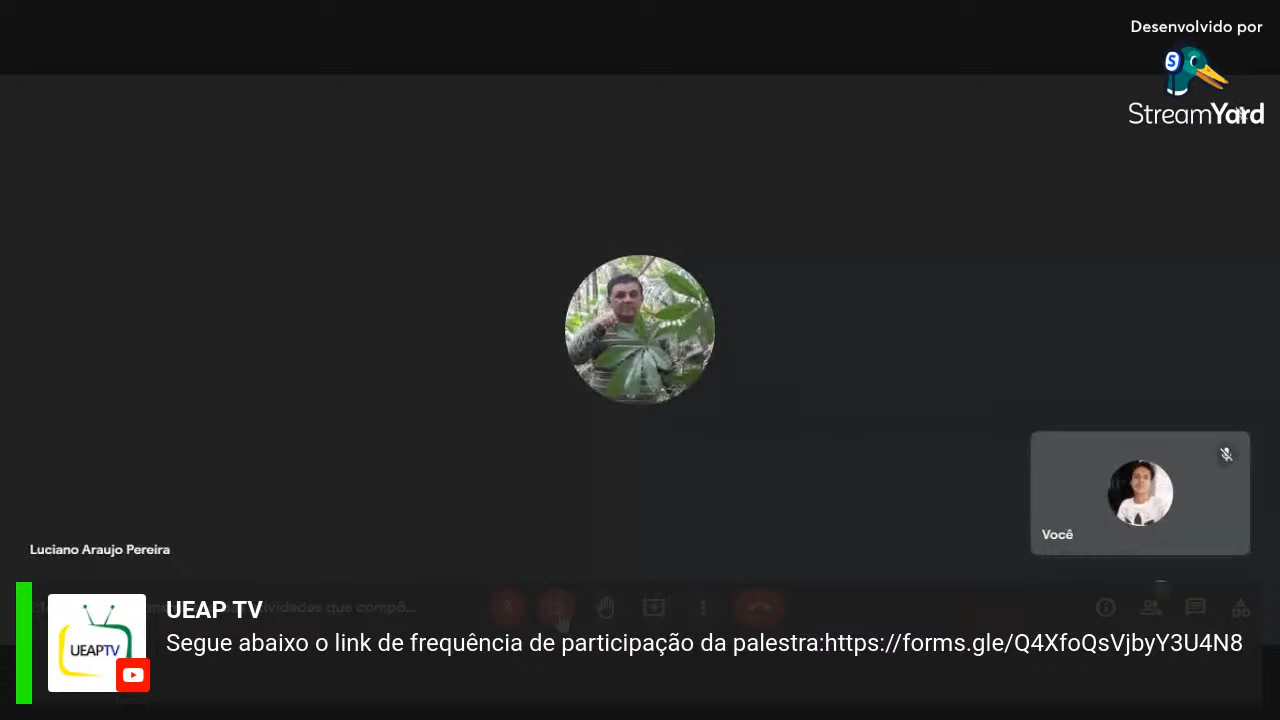 Desenvolvido por
StreamYard
Luciano Araujo Pereira
Você
UEAP TV
UEAPTV
Segue abaixo o link de frequência de participação da palestra:https://forms.gle/Q4XfoQsVjbyY3U4N8